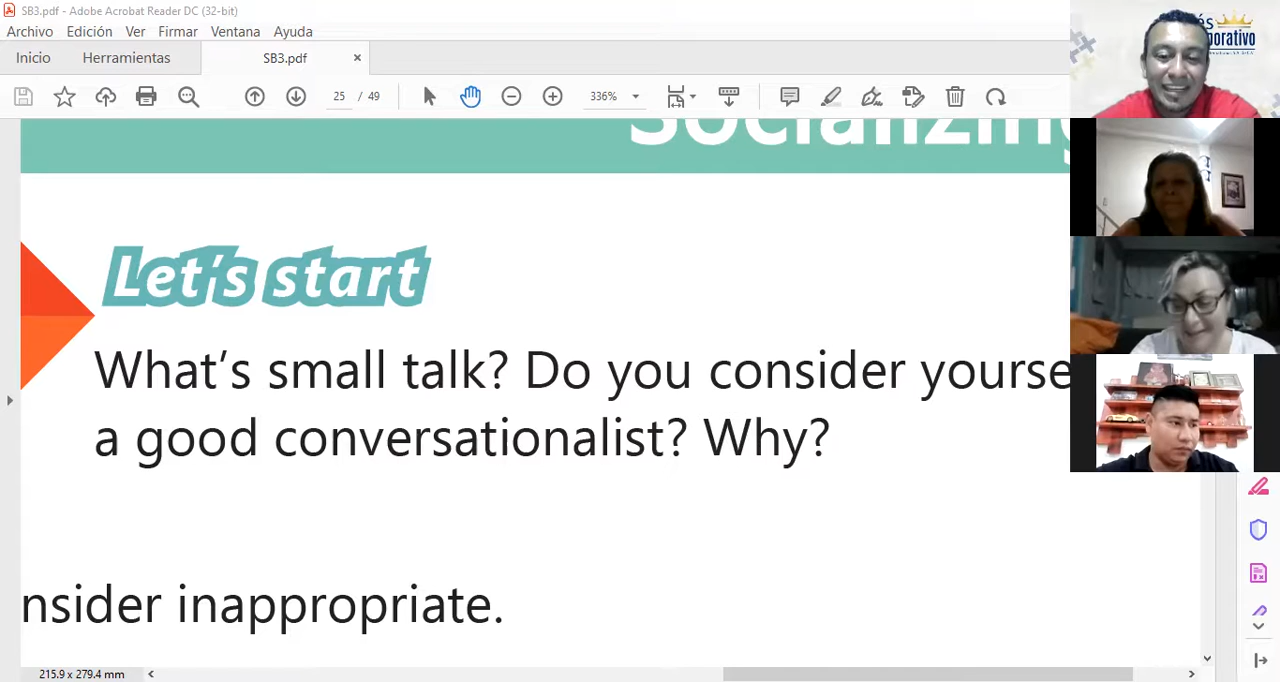 SB3.pdf - Adobe Acrobat Reader DC (32-bit)
Archivo Edición Ver Firmar Ventana Ayuda
Inicio Herramientas SB3.pdf ×
25 / 49 336%
Socializing
Let's start
What's small talk? Do you consider yourse
a good conversationalist? Why?
nsider inappropriate.
215.9 x 279.4 mm